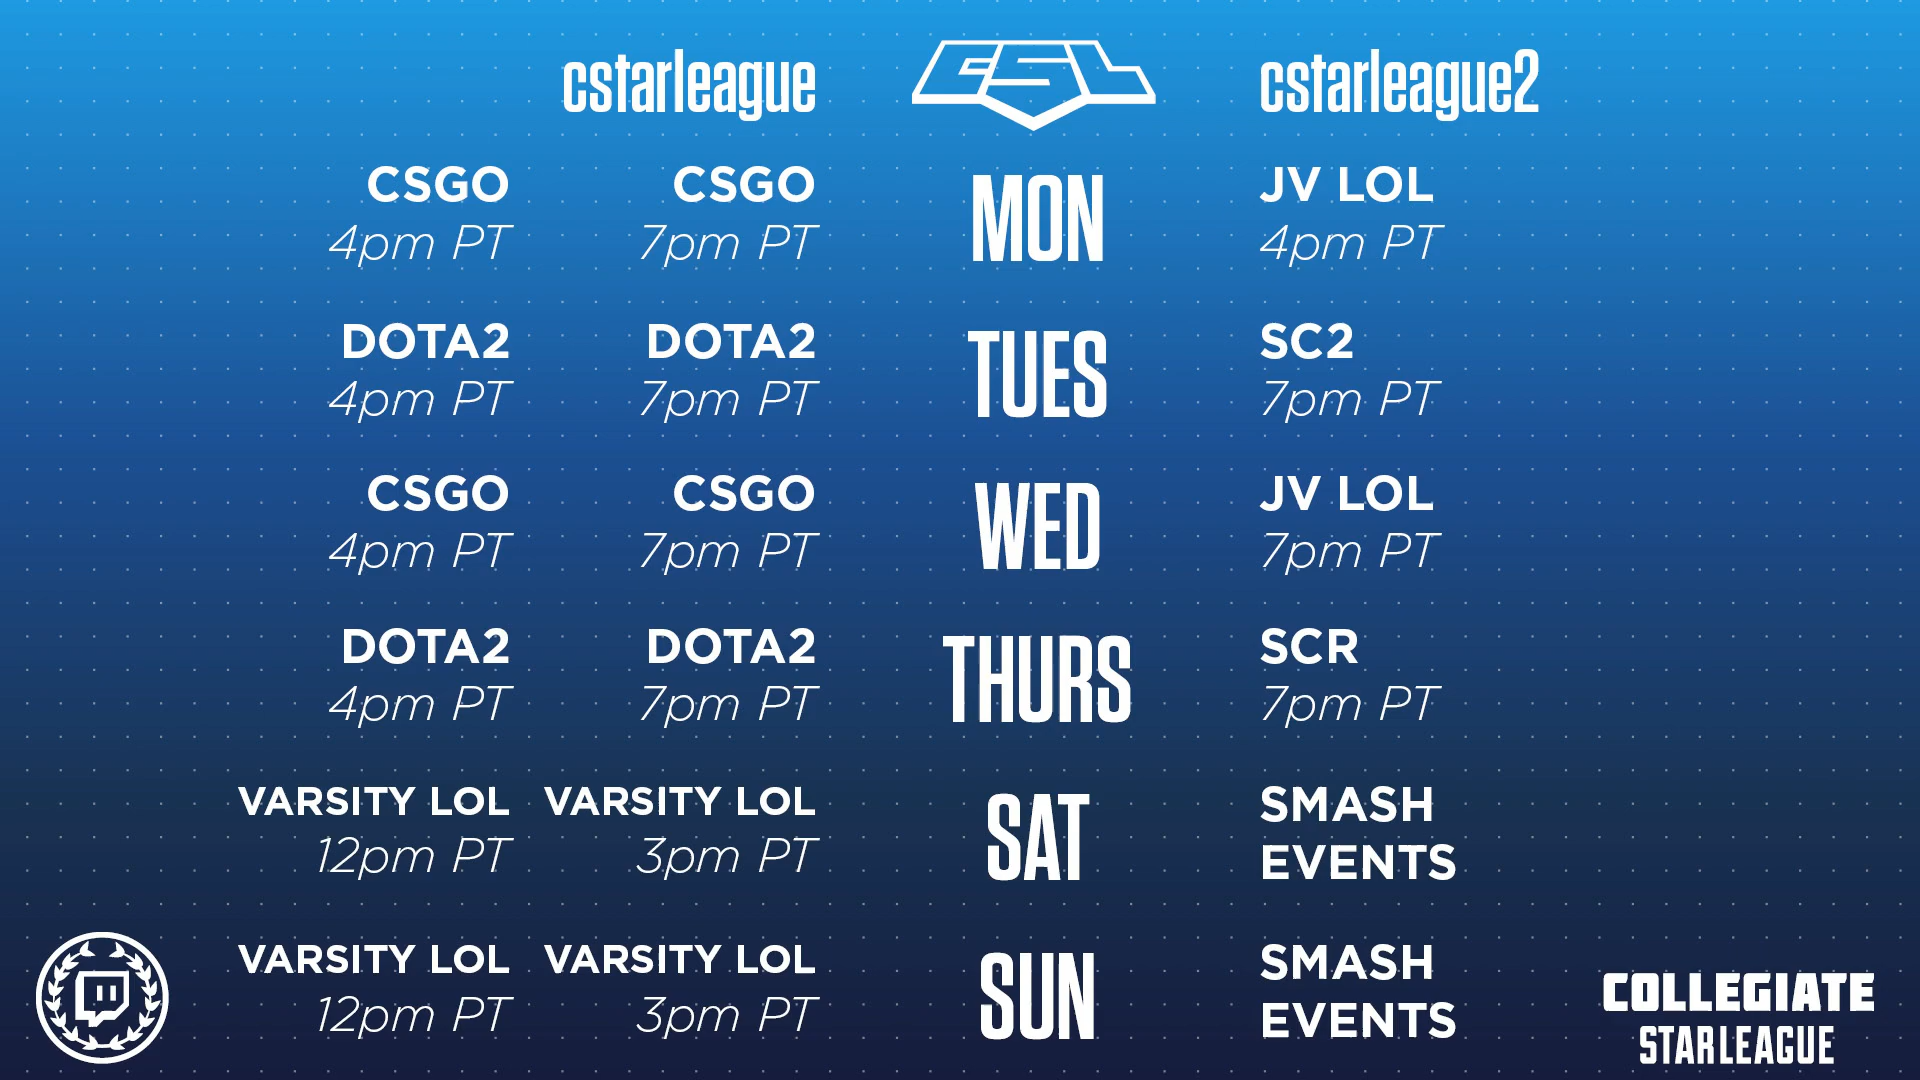 cstarleague CSL cstarleague2
CSGO CSGO MON JV LOL
4pm PT 7pm PT 4pm PT
DOTA2 DOTA2 TUES SC2
4pm PT 7pm PT 7pm PT
CSGO CSGO WED JV LOL
4pm PT 7pm PT 7pm PT
DOTA2 DOTA2 THURS SCR
4pm PT 7pm PT 7pm PT
VARSITY LOL VARSITY LOL SAT SMASH
12pm PT 3pm PT EVENTS
VARSITY LOL VARSITY LOL SUN SMASH
12pm PT 3pm PT EVENTS
COLLEGIATE
STARLEAGUE